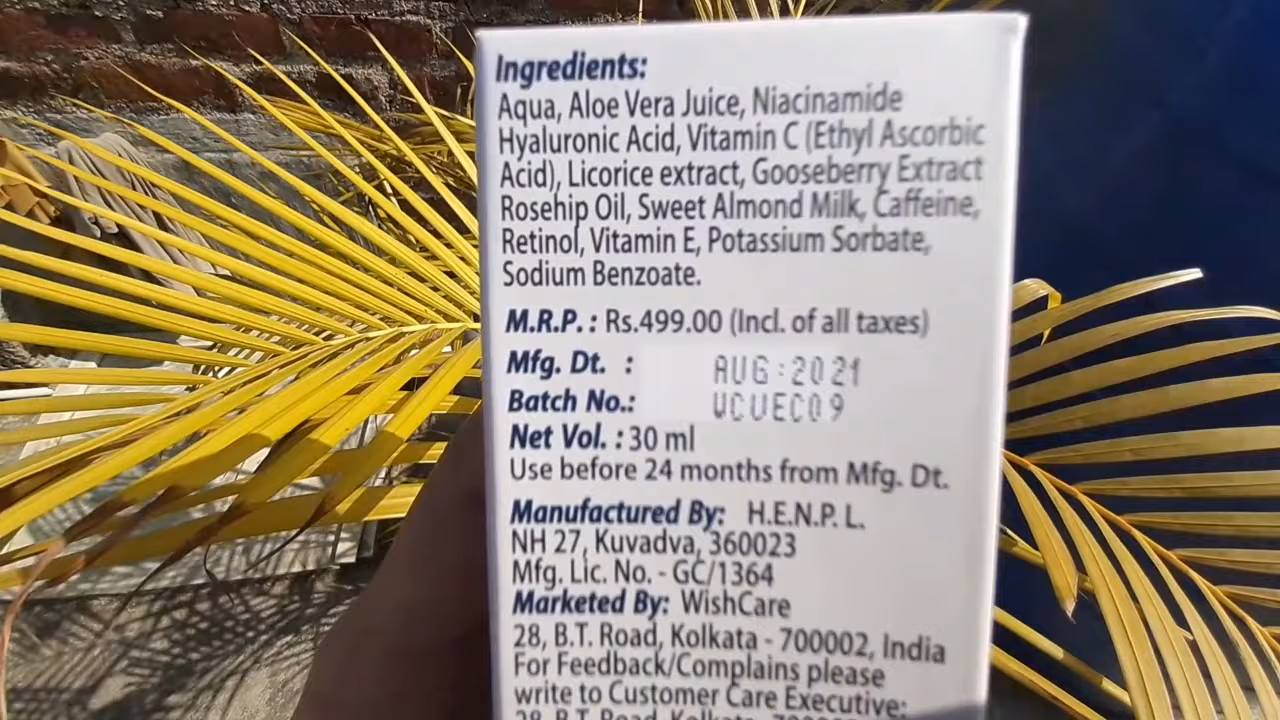 Ingredients:
Aqua, Aloe Vera Juice, Niacinamide
Hyaluronic Acid, Vitamin C (Ethyl Ascorbic
Acid), Licorice extract, Gooseberry Extract
Rosehip Oil, Sweet Almond Milk, Caffeine,
Retinol, Vitamin E, Potassium Sorbate,
Sodium Benzoate.
M.R.P. : Rs.499.00 (Incl. of all taxes)
Mfg. Dt. : AUG:2021
Batch No.: WCVEC09
Net Vol. : 30 ml
Use before 24 months from Mfg. Dt.
Manufactured By: H.E.N.P. L.
NH 27, Kuvadva, 360023
Mfg. Lic. No. - GC/1364
Marketed By: WishCare
28, B.T. Road, Kolkata - 700002, India
For Feedback/Complains please
write to Customer Care Executive:
28, B.T. Road, Kolkata